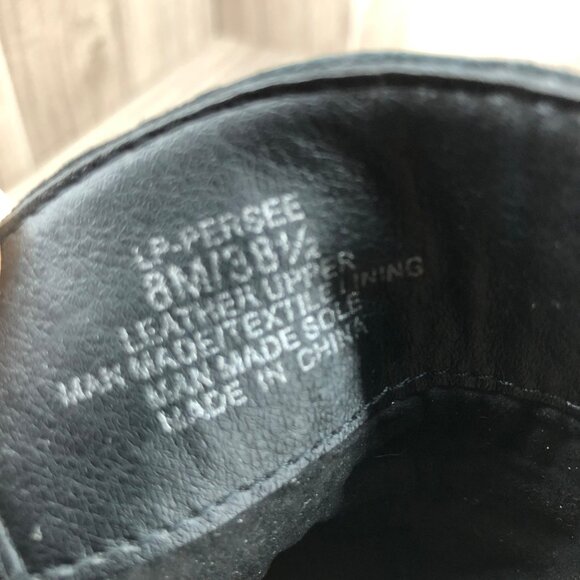 LP-PERSEE
8M/38½
LEATHER UPPER
MAN MADE/TEXTILE LINING
MAN MADE SOLE
MADE IN CHINA